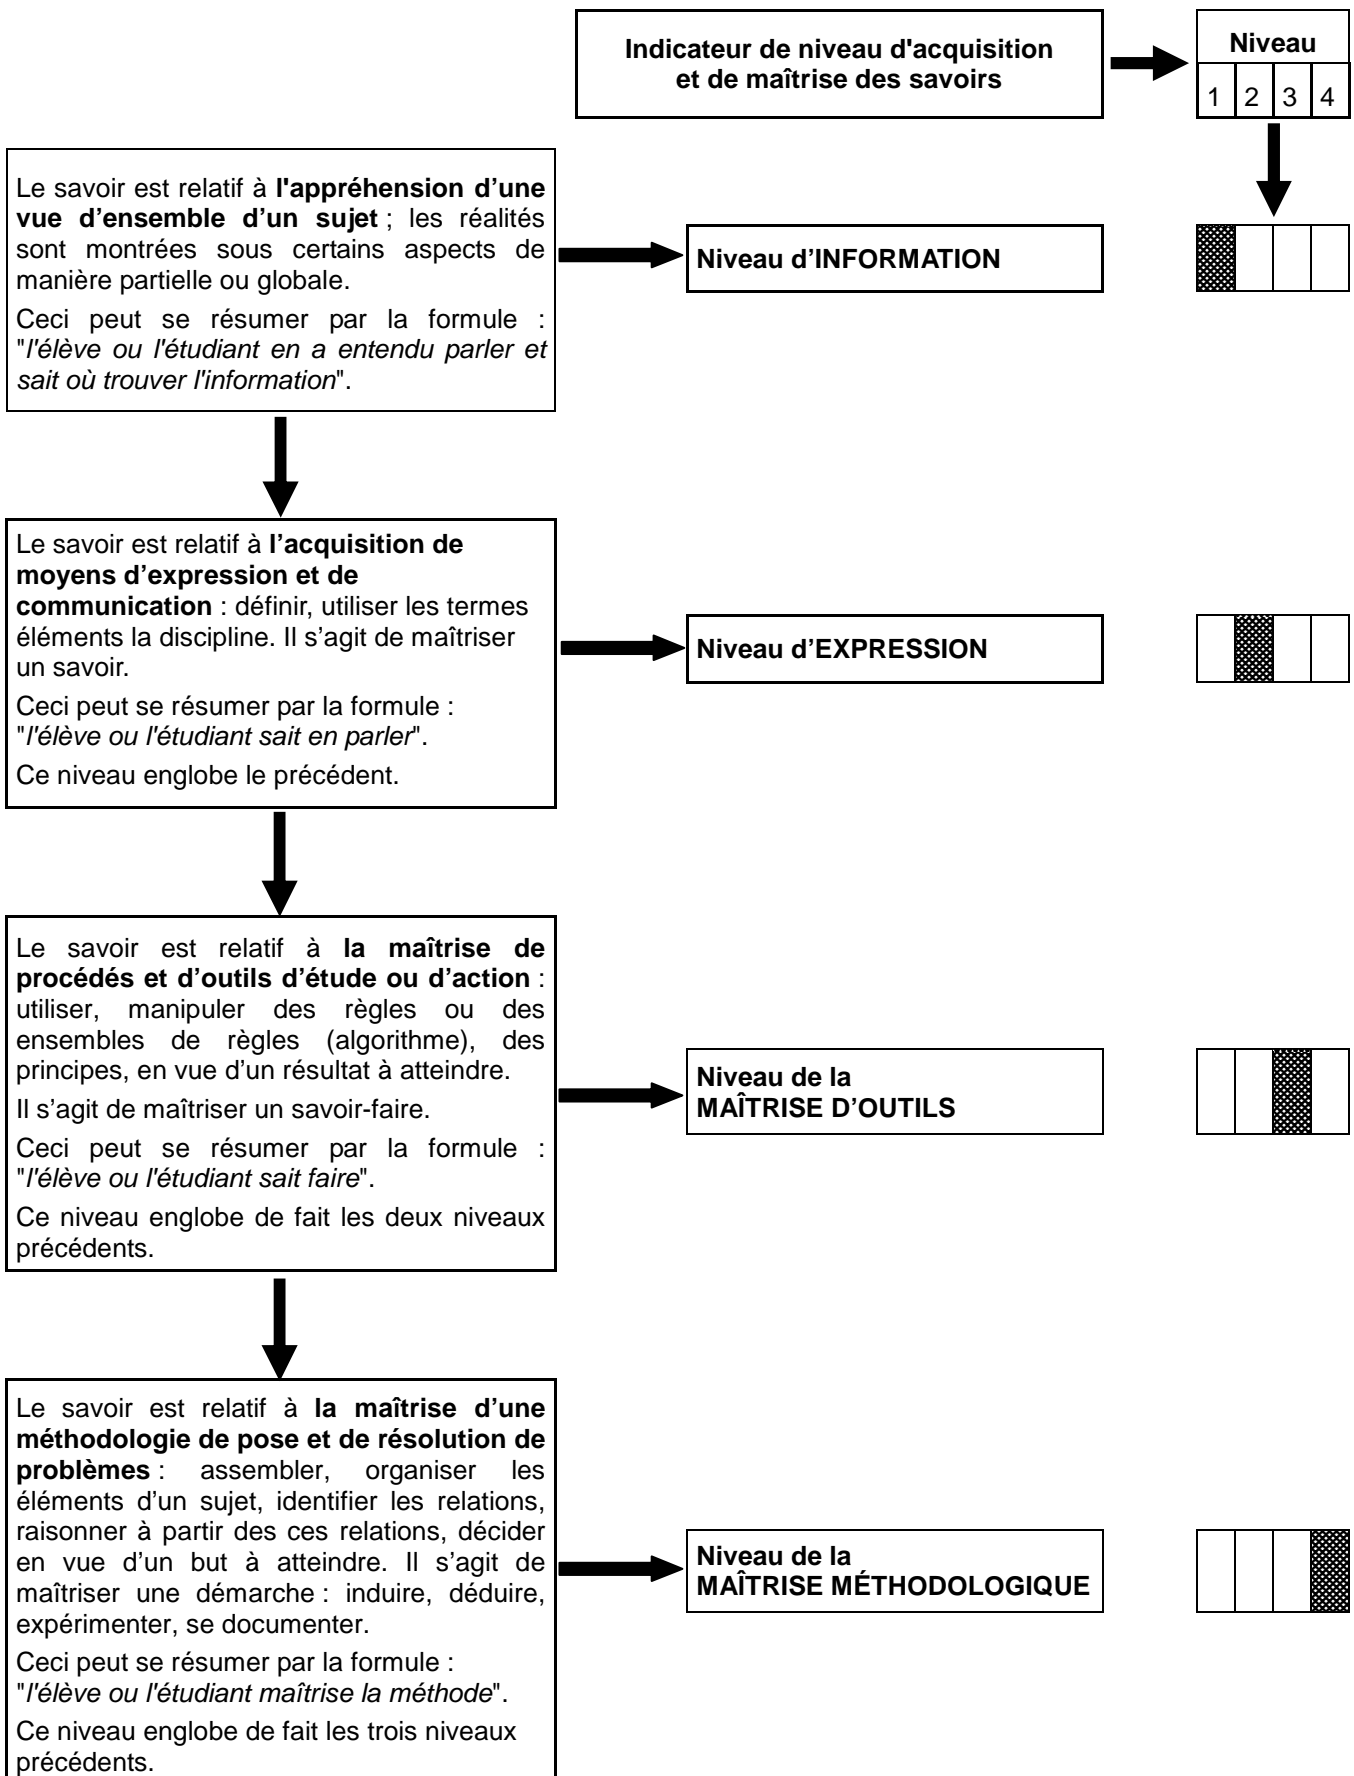 Indicateur de niveau d'acquisition
et de maîtrise des savoirs
Niveau
1 2 3 4
Le savoir est relatif à l'appréhension d’une
vue d’ensemble d’un sujet ; les réalités
sont montrées sous certains aspects de
manière partielle ou globale.
Ceci peut se résumer par la formule :
"l'élève ou l'étudiant en a entendu parler et
sait où trouver l'information".
Niveau d’INFORMATION
Le savoir est relatif à l’acquisition de
moyens d’expression et de
communication : définir, utiliser les termes
éléments la discipline. Il s’agit de maîtriser
un savoir.
Ceci peut se résumer par la formule :
"l'élève ou l'étudiant sait en parler".
Ce niveau englobe le précédent.
Niveau d’EXPRESSION
Le savoir est relatif à la maîtrise de
procédés et d’outils d’étude ou d’action :
utiliser, manipuler des règles ou des
ensembles de règles (algorithme), des
principes, en vue d’un résultat à atteindre.
Il s’agit de maîtriser un savoir-faire.
Ceci peut se résumer par la formule :
"l'élève ou l'étudiant sait faire".
Ce niveau englobe de fait les deux niveaux
précédents.
Niveau de la
MAÎTRISE D’OUTILS
Le savoir est relatif à la maîtrise d’une
méthodologie de pose et de résolution de
problèmes : assembler, organiser les
éléments d’un sujet, identifier les relations,
raisonner à partir des ces relations, décider
en vue d’un but à atteindre. Il s’agit de
maîtriser une démarche : induire, déduire,
expérimenter, se documenter.
Ceci peut se résumer par la formule :
"l'élève ou l'étudiant maîtrise la méthode".
Ce niveau englobe de fait les trois niveaux
précédents.
Niveau de la
MAÎTRISE MÉTHODOLOGIQUE